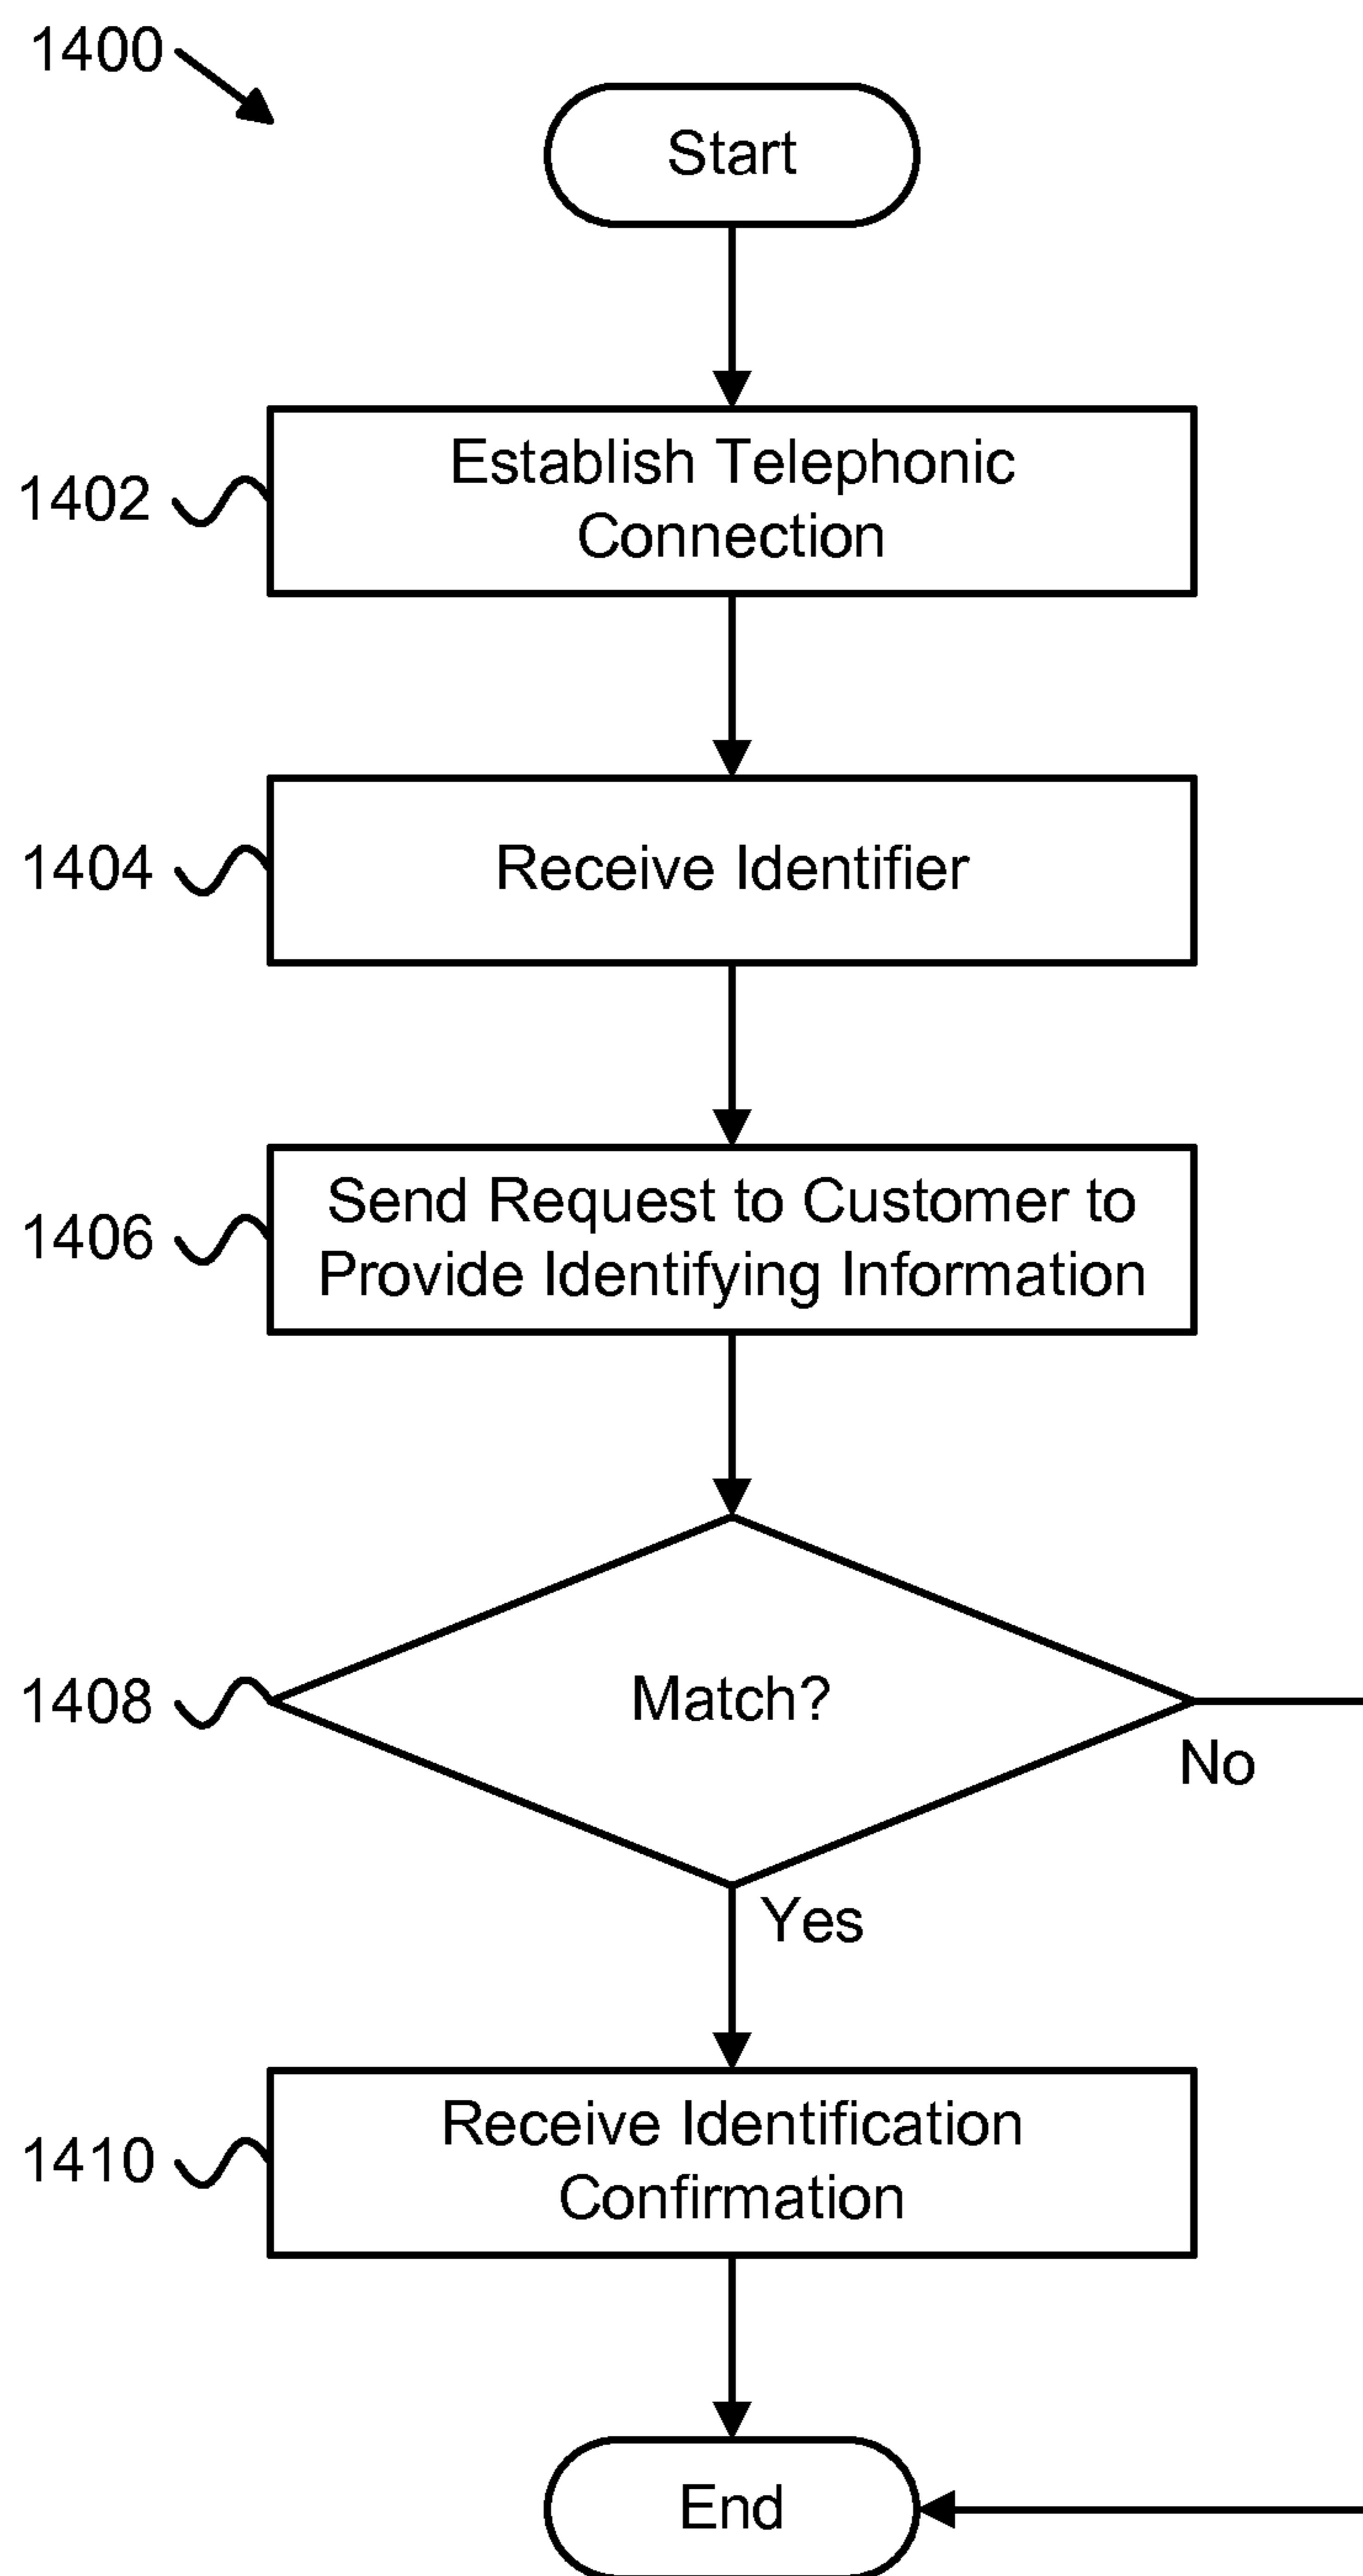 1400
Start
1402
Establish Telephonic
Connection
1404
Receive Identifier
1406
Send Request to Customer to
Provide Identifying Information
1408
Match?
No
Yes
1410
Receive Identification
Confirmation
End